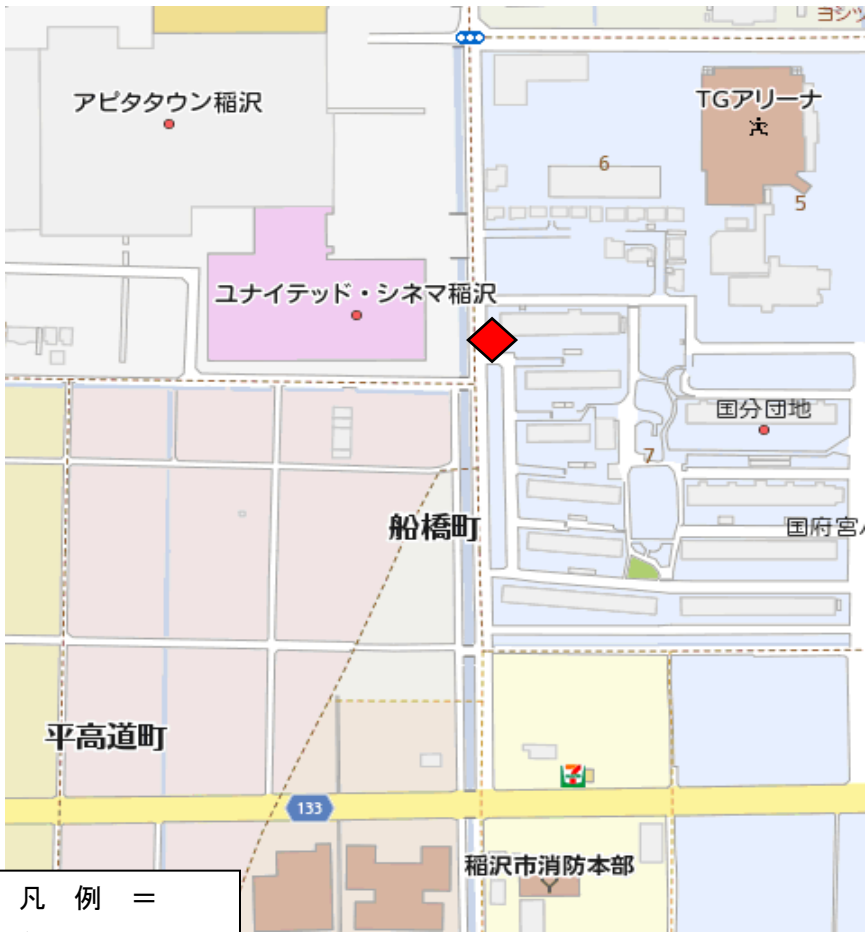 ヨシツ
アピタタウン稲沢
TGアリーナ
6
5
ユナイテッド・シネマ稲沢
国分団地
7
船橋町
国府宮
平高道町
7
133
稲沢市消防本部
凡 例 =